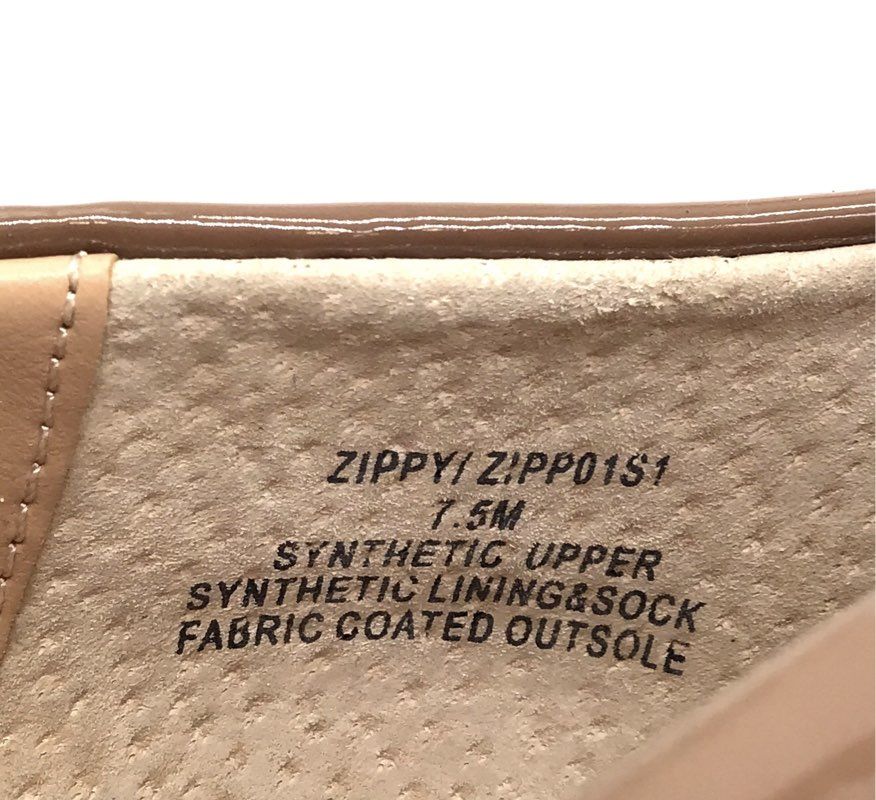 ZIPPY/ ZIPP01S1
7.5M
SYNTHETIC UPPER
SYNTHETIC LINING&SOCK
FABRIC COATED OUTSOLE